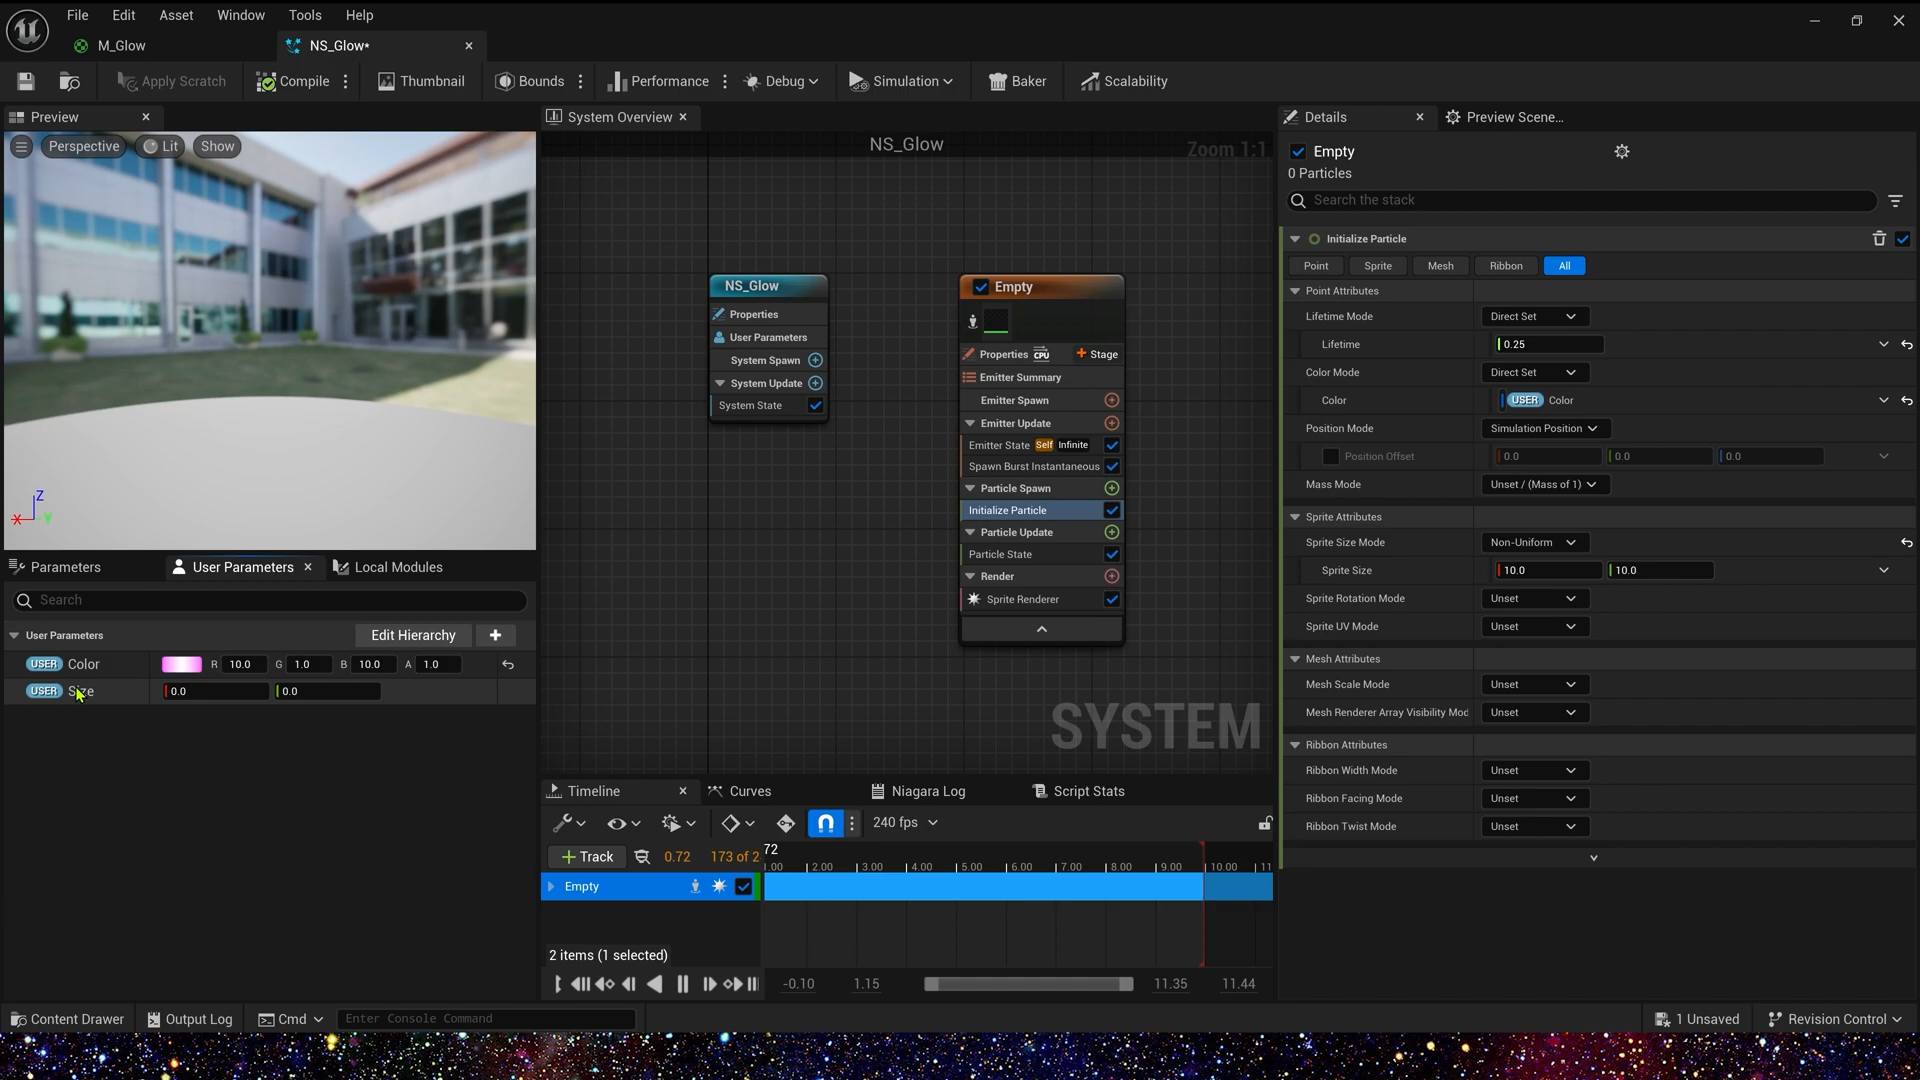 File Edit Asset Window Tools Help
M_Glow NS_Glow*
Apply Scratch Compile Thumbnail Bounds Performance Debug Simulation Baker Scalability
Preview System Overview Details Preview Scene...
Perspective Lit Show
NS_Glow
Zoom 1:1
Empty
0 Particles
Search the stack
NS_Glow
Properties
User Parameters
System Spawn
System Update
System State
Empty
Properties CPU Stage
Emitter Summary
Emitter Spawn
Emitter Update
Emitter State Self Infinite
Spawn Burst Instantaneous
Particle Spawn
Initialize Particle
Particle Update
Particle State
Render
Sprite Renderer
SYSTEM
Initialize Particle
Point Sprite Mesh Ribbon All
Point Attributes
Lifetime Mode Direct Set
Lifetime 0.25
Color Mode Direct Set
Color USER Color
Position Mode Simulation Position
Position Offset 0.0 0.0 0.0
Mass Mode Unset / (Mass of 1)
Sprite Attributes
Sprite Size Mode Non-Uniform
Sprite Size 10.0 10.0
Sprite Rotation Mode Unset
Sprite UV Mode Unset
Mesh Attributes
Mesh Scale Mode Unset
Mesh Renderer Array Visibility Mod Unset
Ribbon Attributes
Ribbon Width Mode Unset
Ribbon Facing Mode Unset
Ribbon Twist Mode Unset
Z
X Y
Parameters User Parameters Local Modules
Search
User Parameters Edit Hierarchy
USER Color R 10.0 G 1.0 B 10.0 A 1.0
USER Size 0.0 0.0
Timeline Curves Niagara Log Script Stats
240 fps
Track 0.72 173 of 2
72
1.00 2.00 3.00 4.00 5.00 6.00 7.00 8.00 9.00 10.00 11
Empty
2 items (1 selected)
-0.10 1.15 11.35 11.44
Content Drawer Output Log Cmd Enter Console Command 1 Unsaved Revision Control